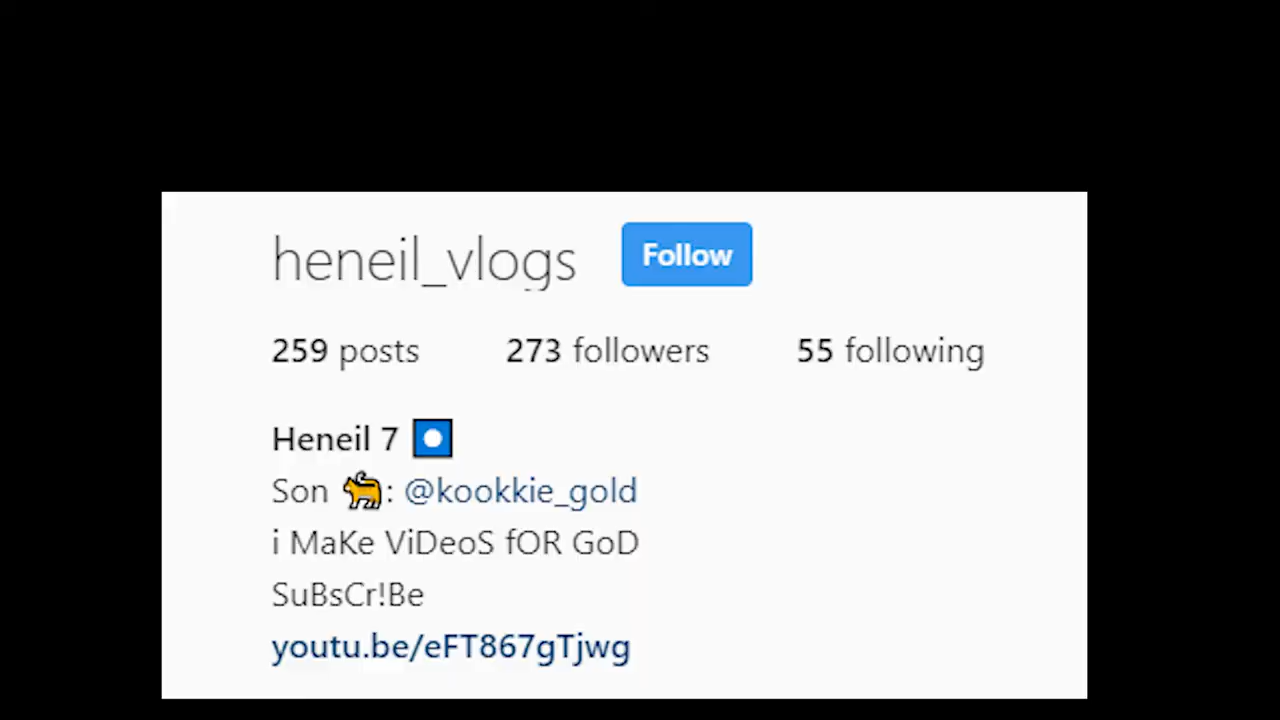 heneil_vlogs Follow
259 posts 273 followers 55 following
Heneil 7
Son 🐈: @kookkie_gold
i MaKe ViDeoS fOR GoD
SuBsCr!Be
youtu.be/eFT867gTjwg